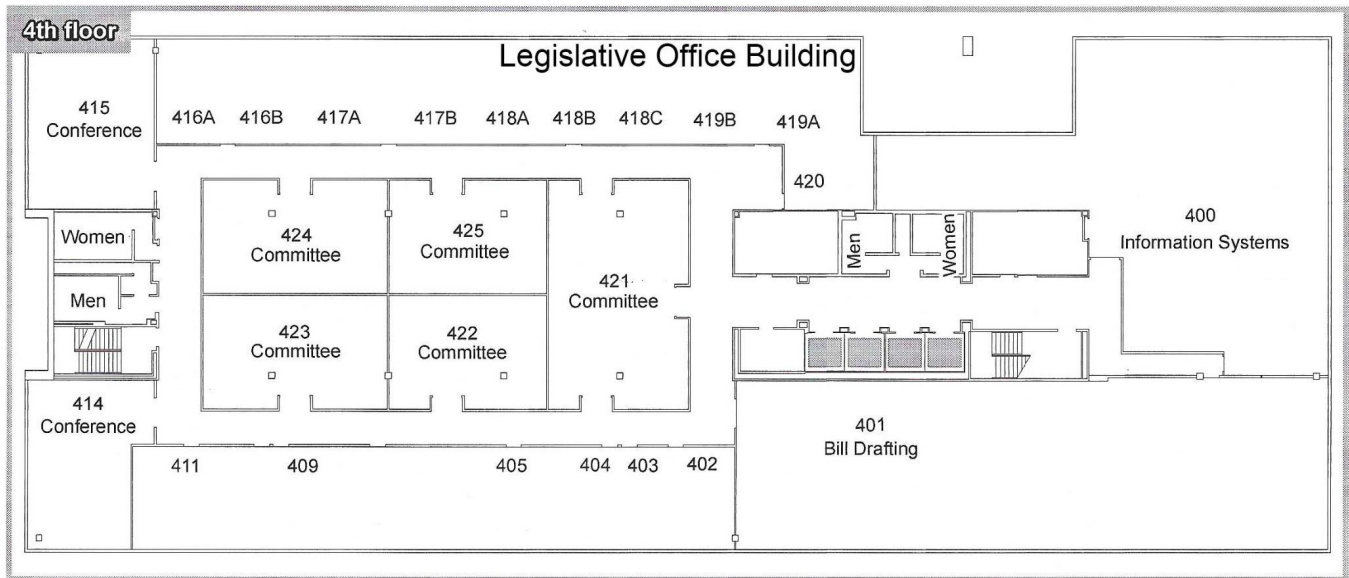 4th floor
Legislative Office Building
415
Conference
416A
416B
417A
417B
418A
418B
418C
419B
419A
420
Women
Men
424
Committee
425
Committee
421
Committee
423
Committee
422
Committee
Men
Women
400
Information Systems
414
Conference
401
Bill Drafting
411
409
405
404
403
402